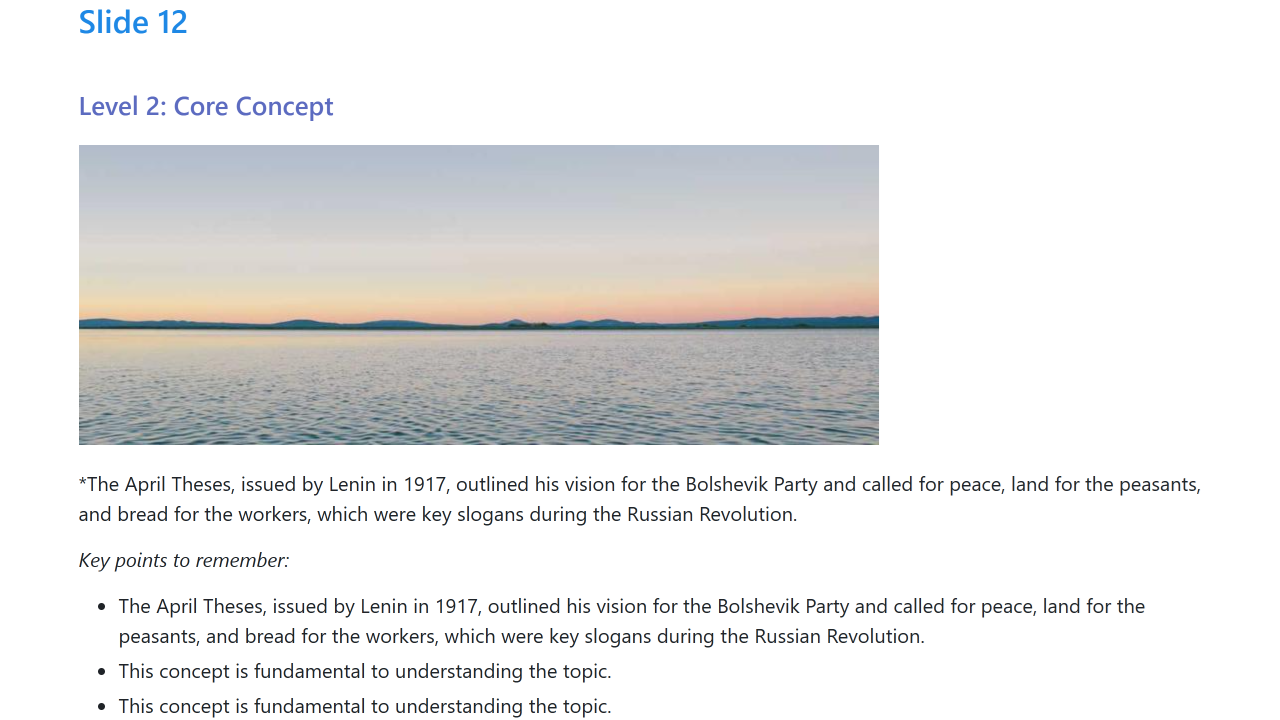 Slide 12
Level 2: Core Concept
*The April Theses, issued by Lenin in 1917, outlined his vision for the Bolshevik Party and called for peace, land for the peasants,
and bread for the workers, which were key slogans during the Russian Revolution.
Key points to remember:
• The April Theses, issued by Lenin in 1917, outlined his vision for the Bolshevik Party and called for peace, land for the
peasants, and bread for the workers, which were key slogans during the Russian Revolution.
• This concept is fundamental to understanding the topic.
• This concept is fundamental to understanding the topic.